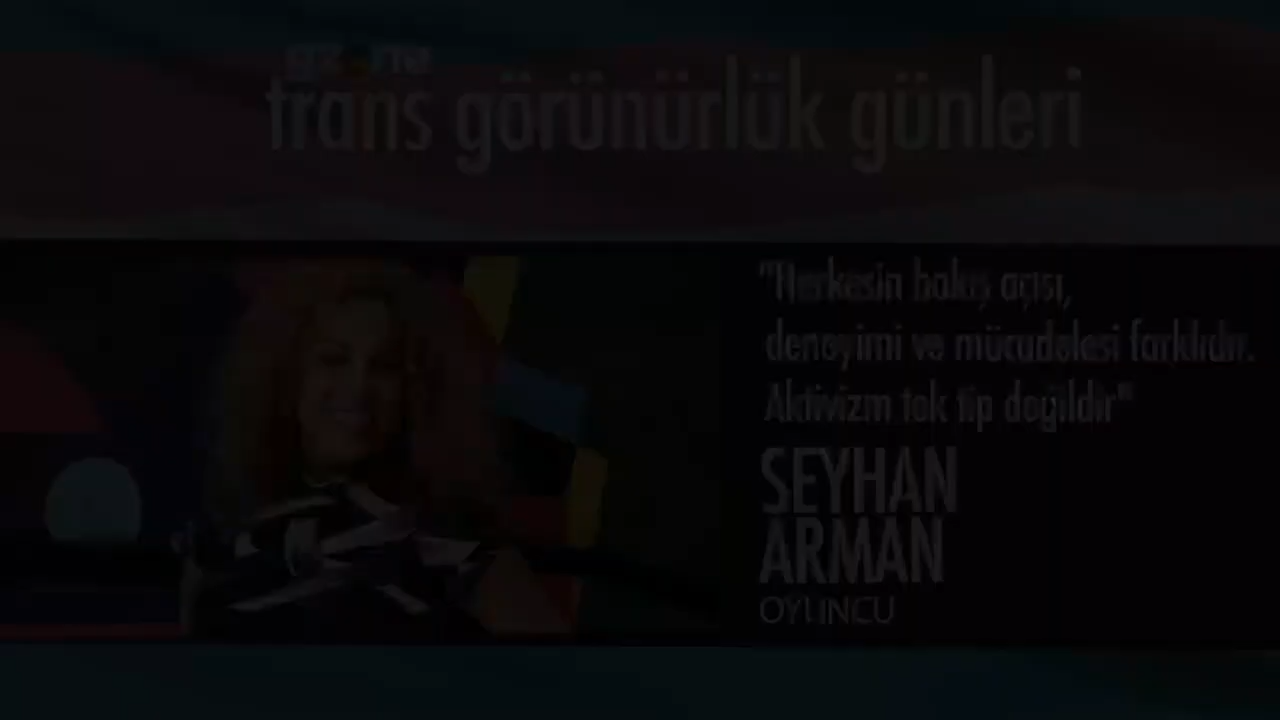 trans görünürlük günleri
"Herkesin bakış açısı,
deneyimi ve mücadelesi farklıdır.
Aktivizm tek tip değildir"
SEYHAN
ARMAN
OYUNCU